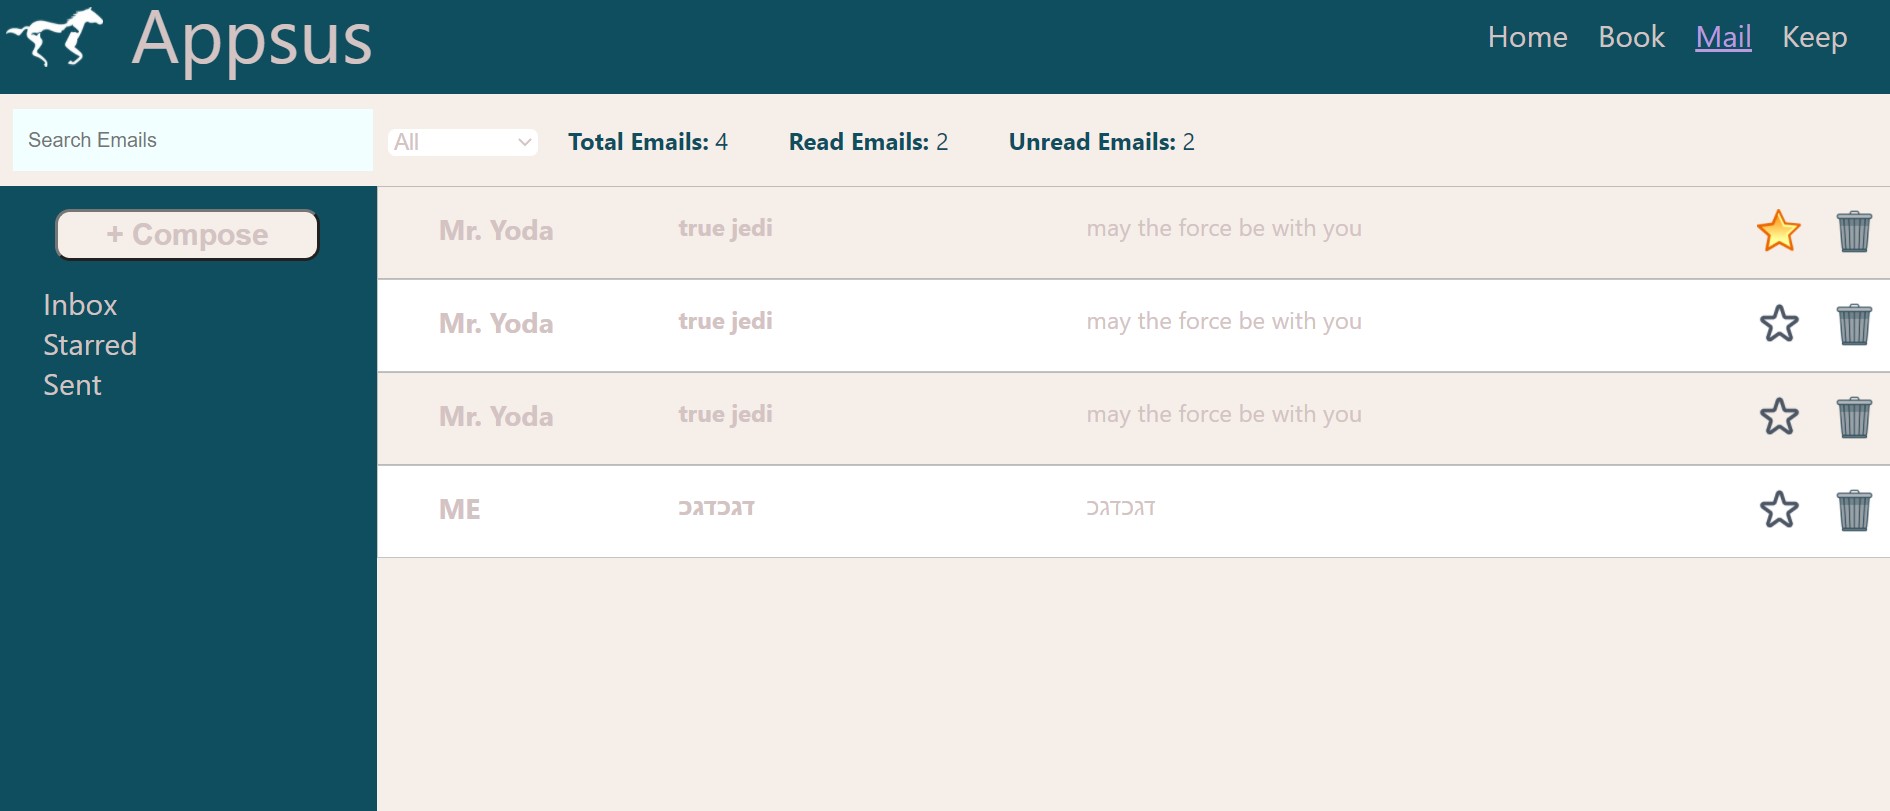 Appsus
Home Book Mail Keep
Search Emails
All
Total Emails: 4 Read Emails: 2 Unread Emails: 2
+ Compose
Inbox
Starred
Sent
Mr. Yoda true jedi may the force be with you
Mr. Yoda true jedi may the force be with you
Mr. Yoda true jedi may the force be with you
ME דגכדגכ דגכדגכ